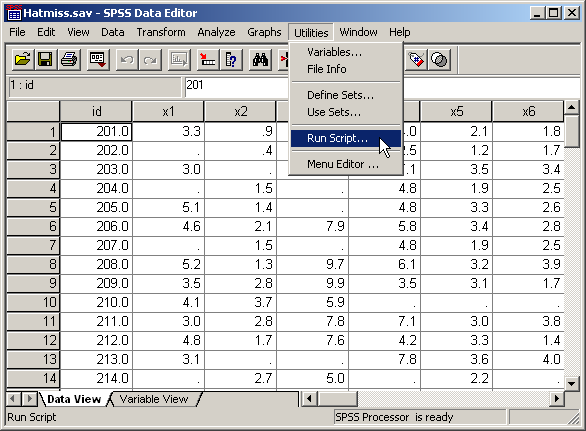 Hatmiss.sav - SPSS Data Editor
File Edit View Data Transform Analyze Graphs Utilities Window Help
Variables...
File Info
Define Sets...
Use Sets...
Run Script...
Menu Editor ...
1 : id 201
id x1 x2 x5 x6
1 201.0 3.3 .9 .0 2.1 1.8
2 202.0 . .4 .5 1.2 1.7
3 203.0 3.0 . .1 3.5 3.4
4 204.0 . 1.5 . 4.8 1.9 2.5
5 205.0 5.1 1.4 . 4.8 3.3 2.6
6 206.0 4.6 2.1 7.9 5.8 3.4 2.8
7 207.0 . 1.5 . 4.8 1.9 2.5
8 208.0 5.2 1.3 9.7 6.1 3.2 3.9
9 209.0 3.5 2.8 9.9 3.5 3.1 1.7
10 210.0 4.1 3.7 5.9 . . .
11 211.0 3.0 2.8 7.8 7.1 3.0 3.8
12 212.0 4.8 1.7 7.6 4.2 3.3 1.4
13 213.0 3.1 . . 7.8 3.6 4.0
14 214.0 . 2.7 5.0 . 2.2 .
Data View Variable View
Run Script SPSS Processor is ready